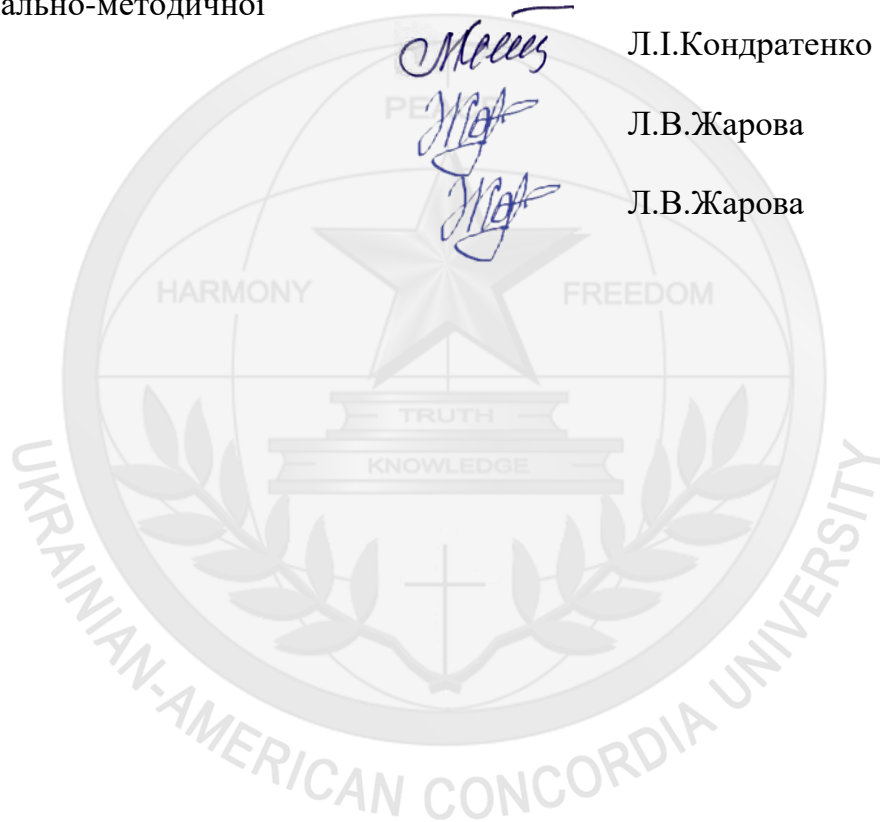 ально-методичної
Л.І.Кондратенко
Л.В.Жарова
Л.В.Жарова
PEACE
HARMONY FREEDOM
TRUTH
KNOWLEDGE
UKRAINIAN-AMERICAN CONCORDIA UNIVERSITY